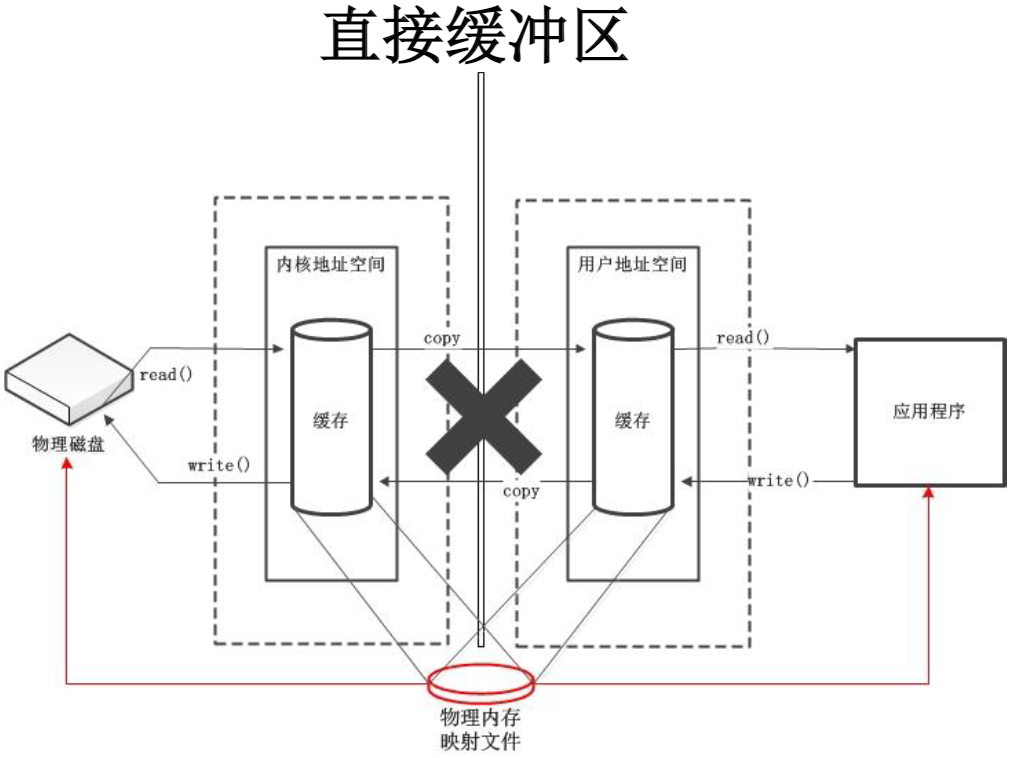 直接缓冲区
内核地址空间
用户地址空间
copy
read()
read()
缓存
缓存
应用程序
物理磁盘
write()
copy
write()
物理内存
映射文件